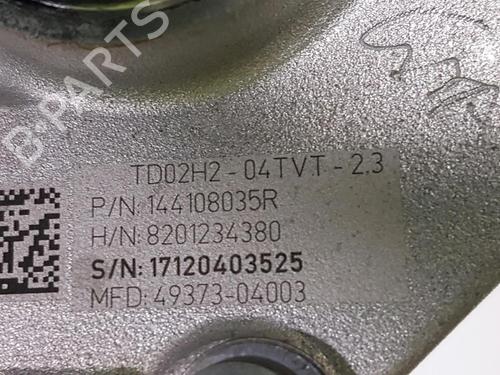 B-PARTS
TD02H2 - 04TVT - 2.3
P/N: 144108035R
H/N: 8201234380
S/N: 17120403525
MFD: 49373-04003